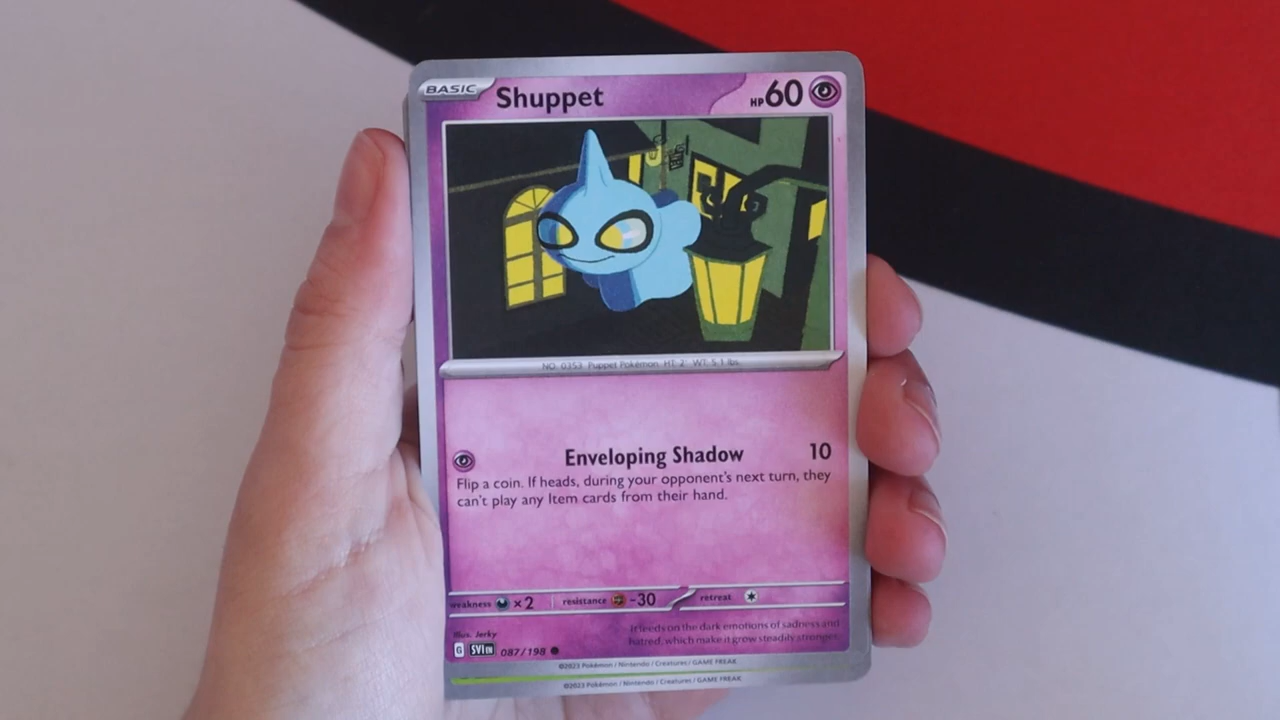 BASIC Shuppet HP 60
NO. 0353 Puppet Pokémon HT: 2' WT: 5.1 lbs.
Enveloping Shadow 10
Flip a coin. If heads, during your opponent's next turn, they
can't play any Item cards from their hand.
weakness ×2 resistance -30 retreat
It feeds on the dark emotions of sadness and
hatred, which make it grow steadily stronger.
Illus. Jerky
G SVI EN 087/198
©2023 Pokémon / Nintendo / Creatures / GAME FREAK
©2023 Pokémon / Nintendo / Creatures / GAME FREAK